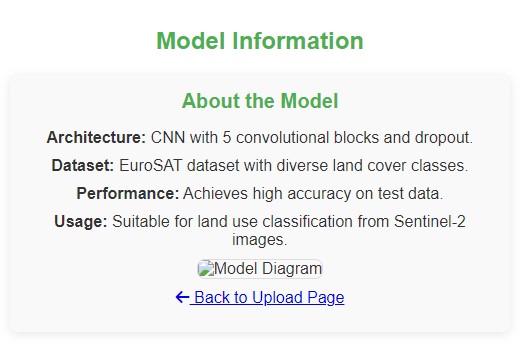 Model Information
About the Model
Architecture: CNN with 5 convolutional blocks and dropout.
Dataset: EuroSAT dataset with diverse land cover classes.
Performance: Achieves high accuracy on test data.
Usage: Suitable for land use classification from Sentinel-2
images.
Model Diagram
← Back to Upload Page